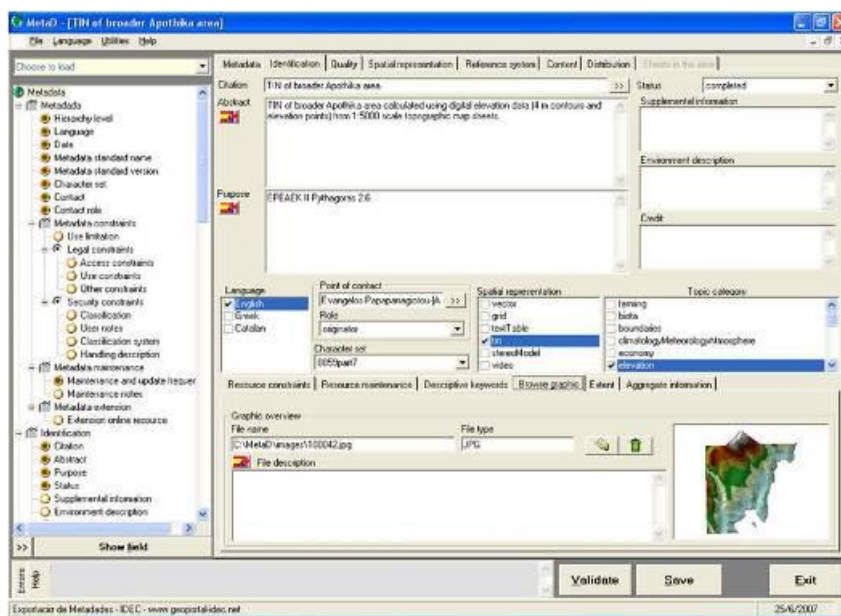 MetaD - [TIN of broader Apothika area]
File Language Utilities Help
Choose to load
Metadata
Metadada
Hierarchy level
Language
Date
Metadata standard name
Metadata standard version
Character set
Contact
Contact role
Metadata constraints
Use limitation
Legal constraints
Access constraints
Use constraints
Other constraints
Security constraints
Classification
User notes
Classification system
Handling description
Metadata maintenance
Maintenance and update frequen
Maintenance notes
Metadata extension
Extension online resource
Identification
Citation
Abstract
Purpose
Status
Supplemental information
Environment description
>> Show field
Metadata Identification Quality Spatial representation Reference system Content Distribution
Citation TIN of broader Apothika area >> Status completed
Abstract
TIN of broader Apothika area calculated using digital elevation data (4 m contours and
elevation points) from 1:5000 scale topographic map sheets.
Supplemental information
Environment description
Purpose
EPEAEK II Pythagoras 2.6
Credit
Language
English
Greek
Catalan
Point of contact
Evangelos Papapanagiotou-[A >>
Role
originator
Character set
8859part7
Spatial representation
vector
grid
textTable
tin
stereoModel
video
Topic category
farming
biota
boundaries
climatologyMeteorologyAtmosphere
economy
elevation
Resource constraints Resource maintenance Descriptive keywords Browse graphic Extent Aggregate information
Graphic overview
File name File type
C:\MetaD\images\100042.jpg JPG
File description
Errors
Help
Validate Save Exit
Exportació de Metadades - IDEC - www.geoportal-idec.net 25/6/2007